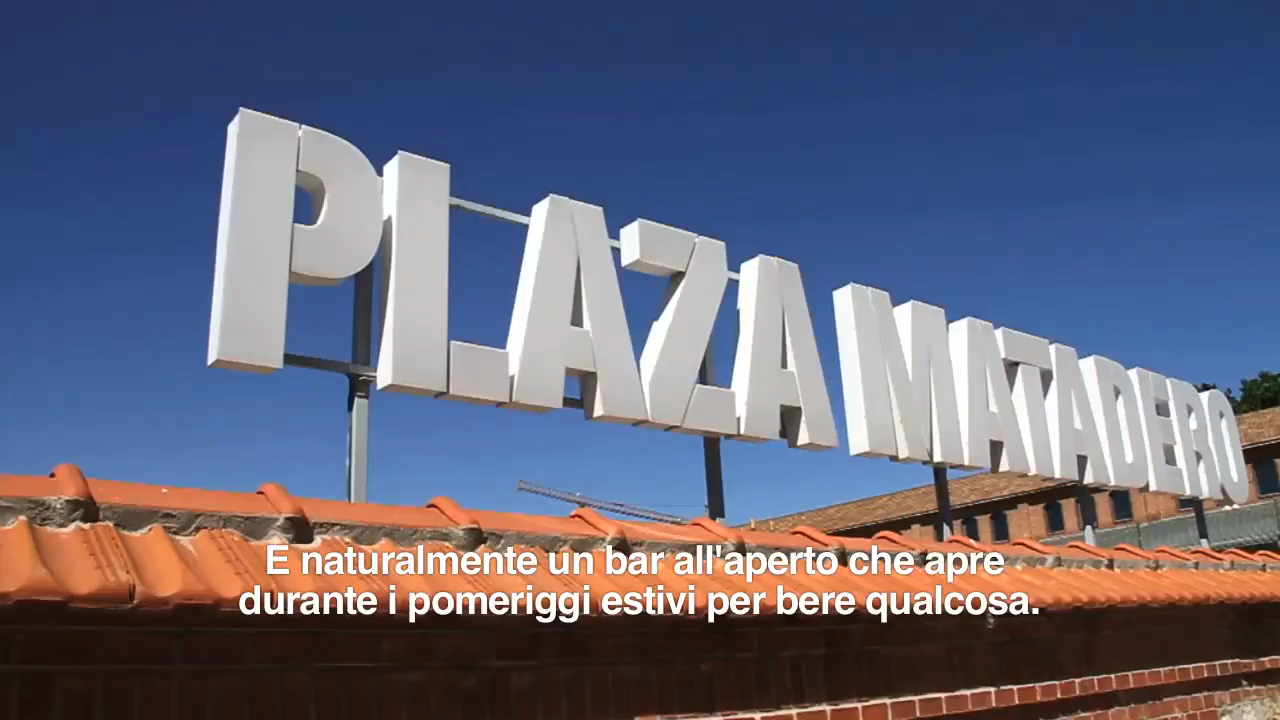 PLAZA MATADERO
E naturalmente un bar all'aperto che apre
durante i pomeriggi estivi per bere qualcosa.